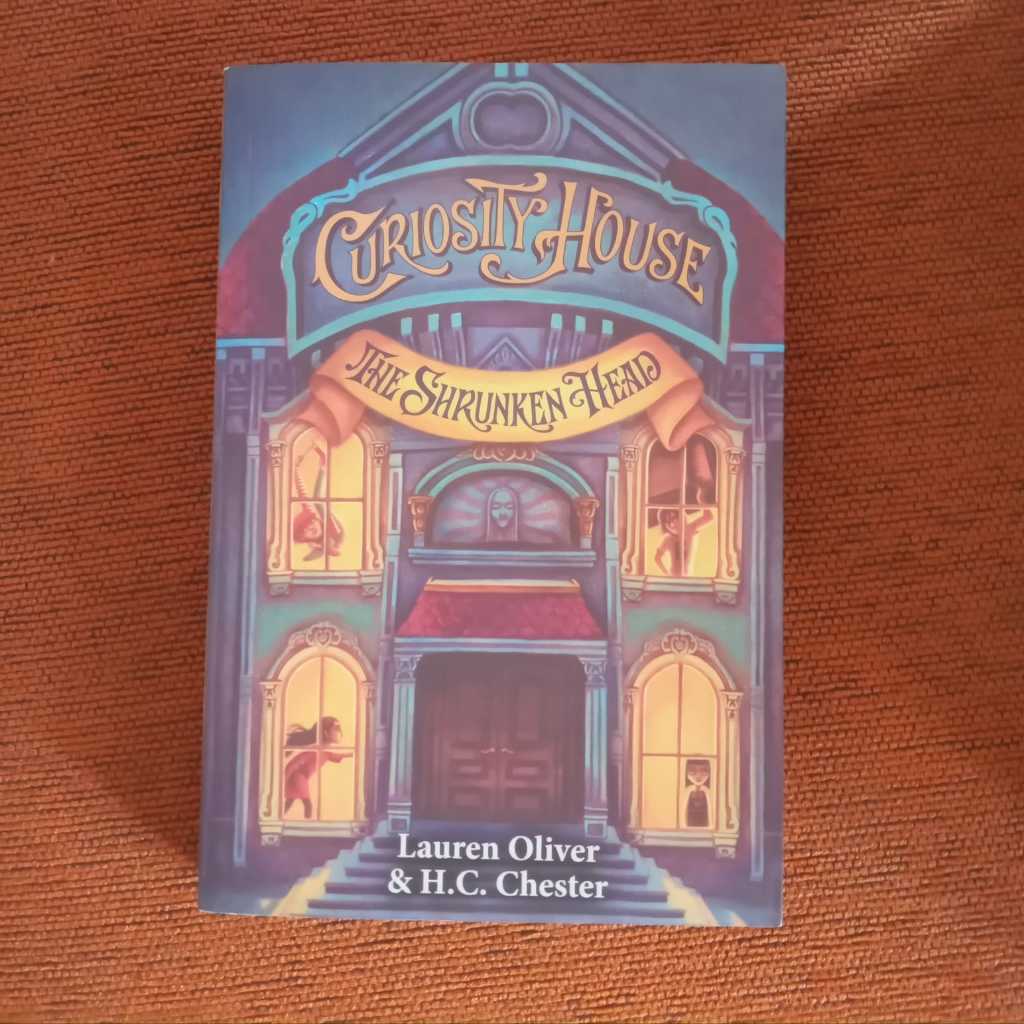 Curiosity House
The Shrunken Head
Lauren Oliver
& H.C. Chester